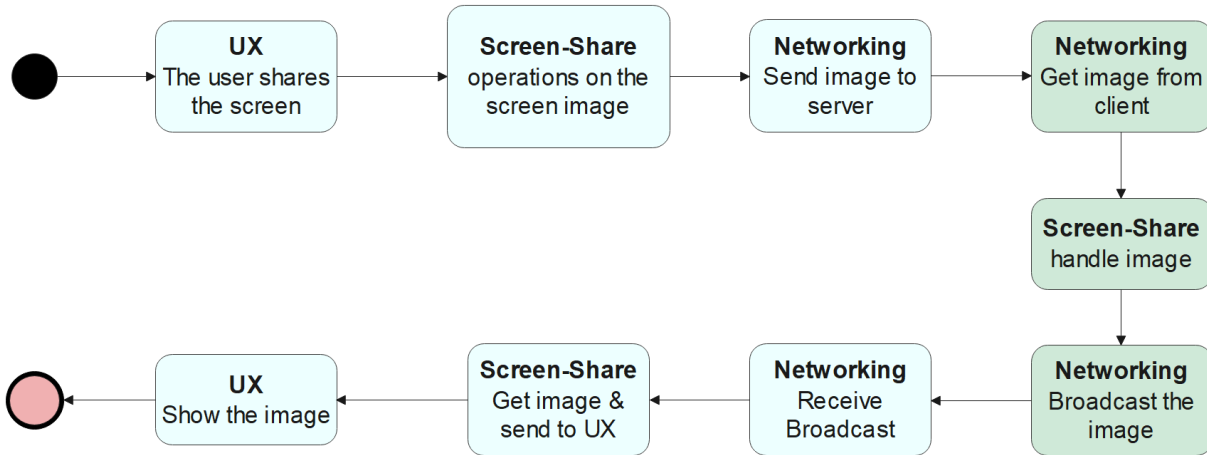 UX
The user shares
the screen
Screen-Share
operations on the
screen image
Networking
Send image to
server
Networking
Get image from
client
Screen-Share
handle image
Networking
Broadcast the
image
Networking
Receive
Broadcast
Screen-Share
Get image &
send to UX
UX
Show the image